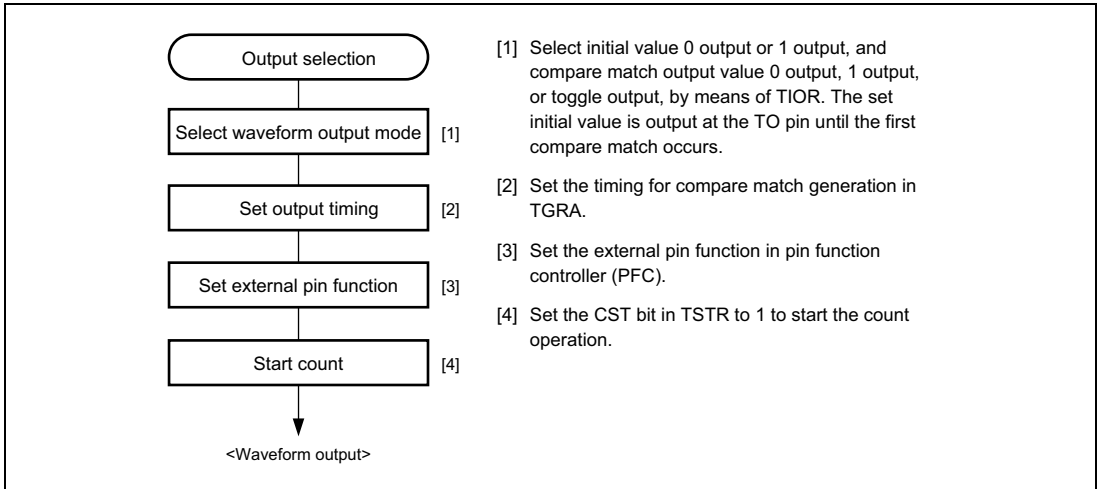 Output selection
Select waveform output mode [1]
Set output timing [2]
Set external pin function [3]
Start count [4]
<Waveform output>
[1] Select initial value 0 output or 1 output, and
compare match output value 0 output, 1 output,
or toggle output, by means of TIOR. The set
initial value is output at the TO pin until the first
compare match occurs.
[2] Set the timing for compare match generation in
TGRA.
[3] Set the external pin function in pin function
controller (PFC).
[4] Set the CST bit in TSTR to 1 to start the count
operation.